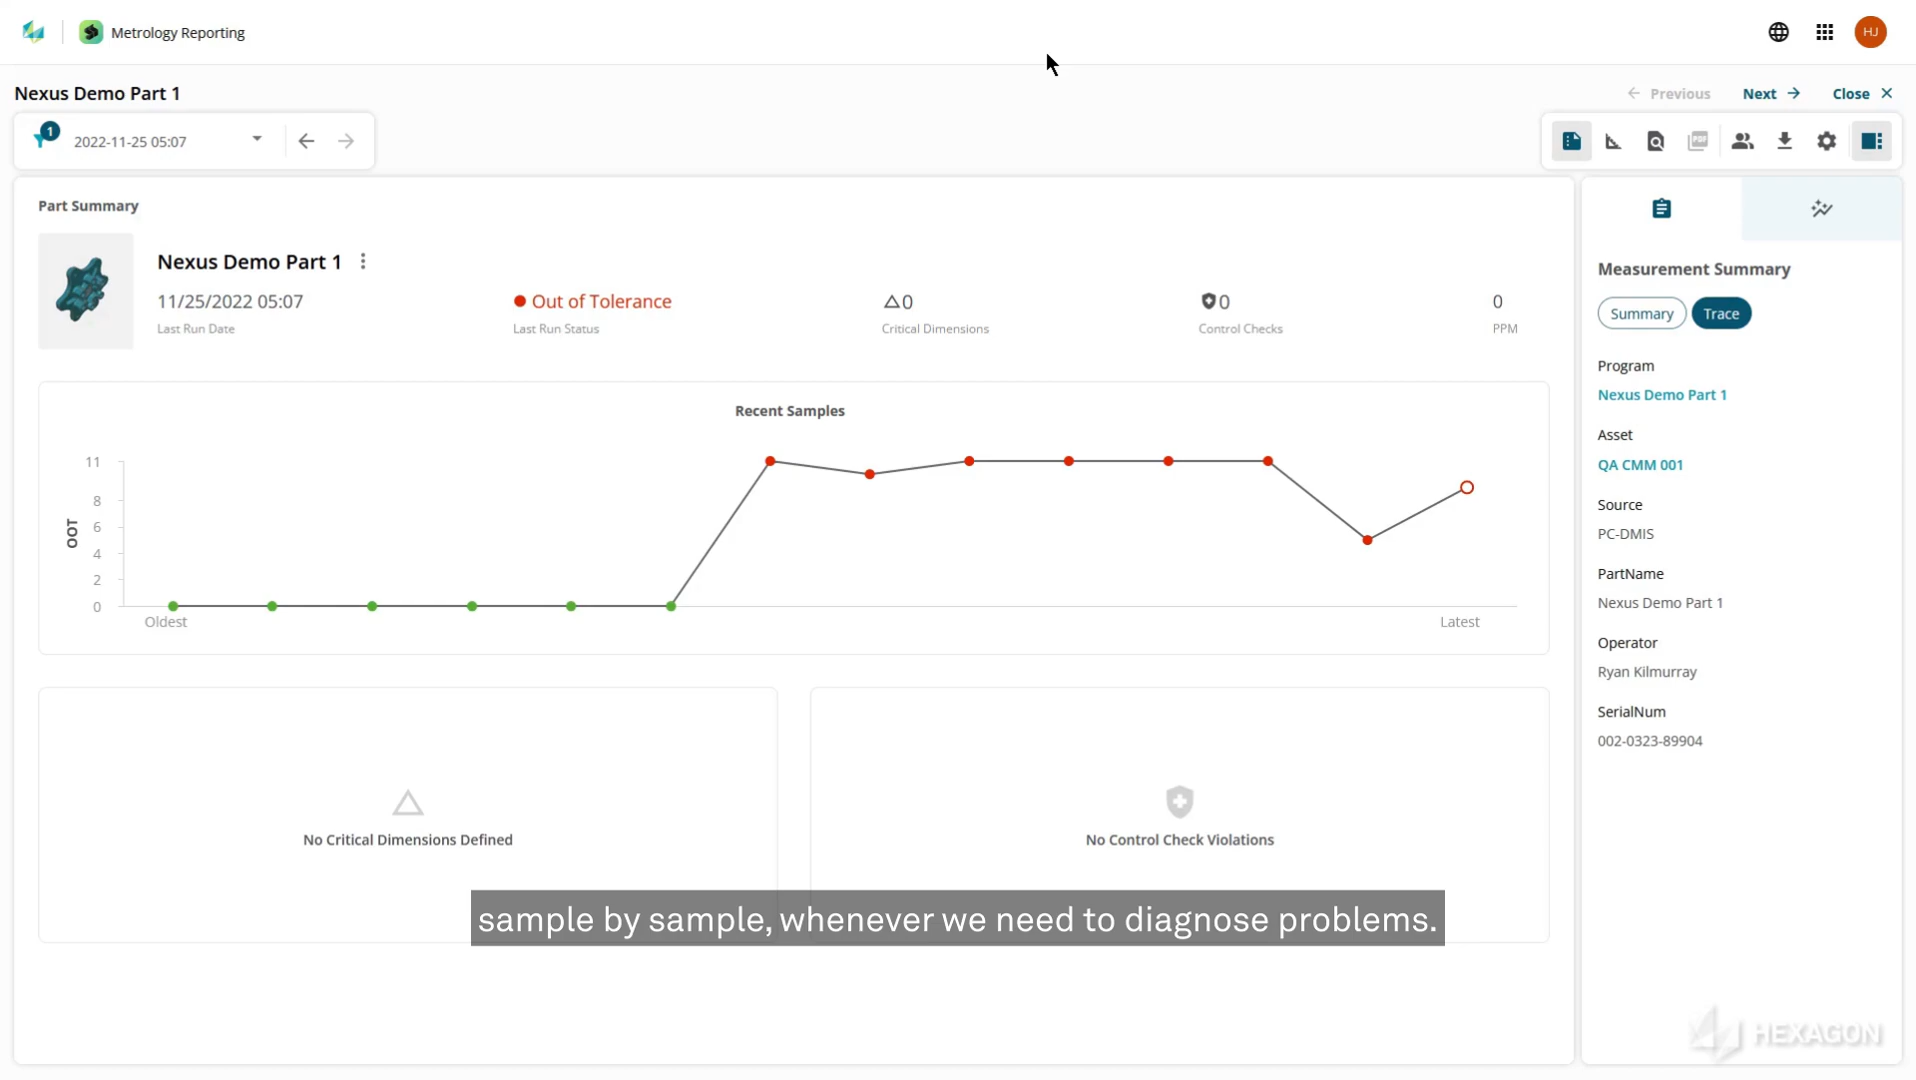 Metrology Reporting
HJ
Nexus Demo Part 1
Previous
Next
Close
1
2022-11-25 05:07
PDF
Part Summary
Nexus Demo Part 1
11/25/2022 05:07
Last Run Date
Out of Tolerance
Last Run Status
0
Critical Dimensions
0
Control Checks
0
PPM
Recent Samples
OOT
11
8
6
4
2
0
Oldest
Latest
No Critical Dimensions Defined
No Control Check Violations
Measurement Summary
Summary
Trace
Program
Nexus Demo Part 1
Asset
QA CMM 001
Source
PC-DMIS
PartName
Nexus Demo Part 1
Operator
Ryan Kilmurray
SerialNum
002-0323-89904
sample by sample, whenever we need to diagnose problems.
HEXAGON